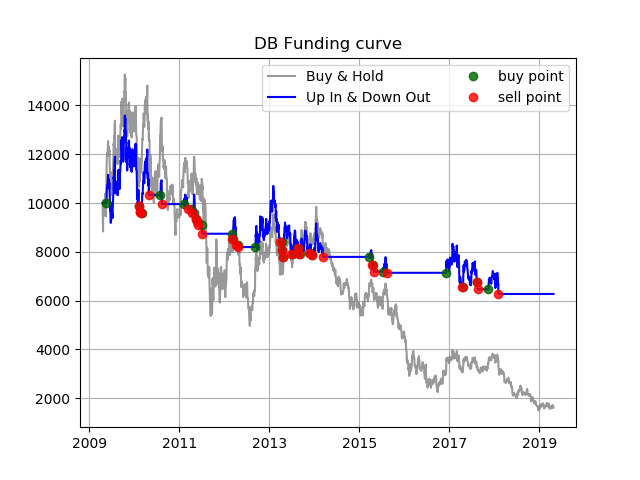 DB Funding curve
Buy & Hold
Up In & Down Out
buy point
sell point
14000
12000
10000
8000
6000
4000
2000
2009 2011 2013 2015 2017 2019